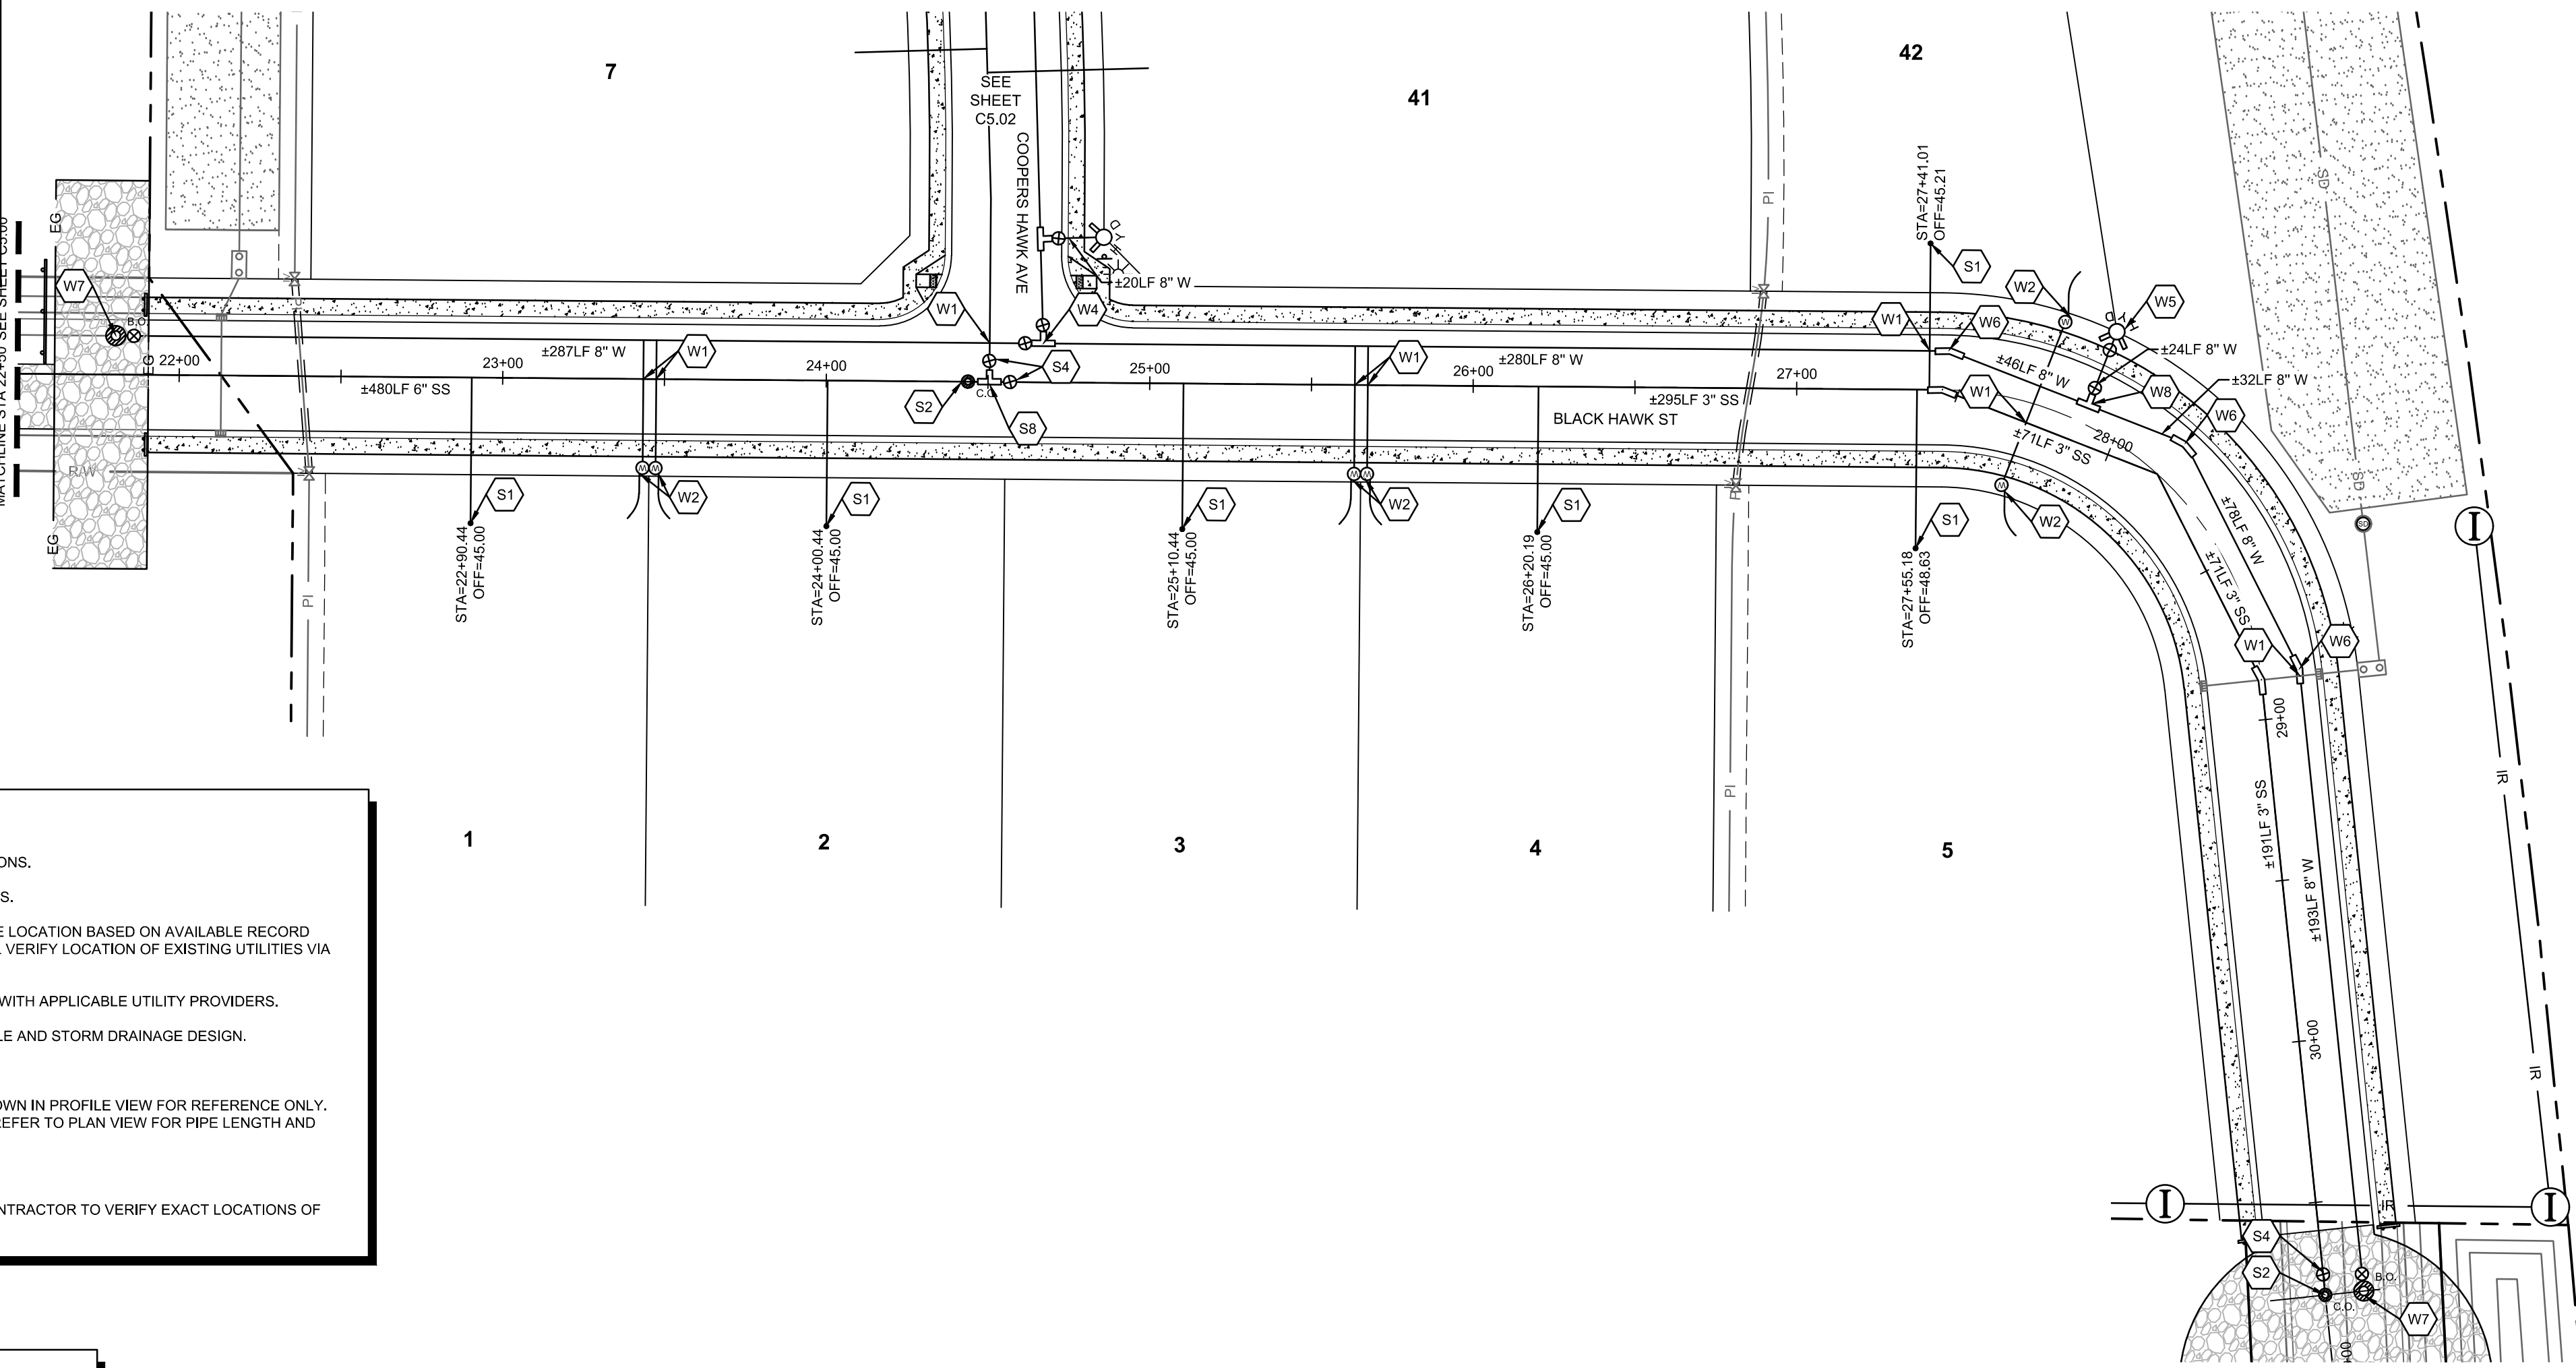 7
41
42
SEE
SHEET
C5.02
COOPERS HAWK AVE
SD
PI
EG
STA=27+41.01
OFF=45.21
S1
W2
W5
HYD
HYD
±20LF 8" W
W7
B.O.
W1
W4
W1
W6
±24LF 8" W
22+00
±287LF 8" W
W1
23+00
24+00
S4
25+00
W1
±280LF 8" W
26+00
27+00
±46LF 8" W
W8
±32LF 8" W
EG
±480LF 6" SS
C.O.
S2
S8
±295LF 3" SS
BLACK HAWK ST
W1
W6
±71LF 3" SS
28+00
R/W
S1
W2
S1
S1
W2
S1
S1
W2
SD
SD
I
EG
±78LF 8" W
STA=22+90.44
OFF=45.00
STA=24+00.44
OFF=45.00
STA=25+10.44
OFF=45.00
STA=26+20.19
OFF=45.00
STA=27+55.18
OFF=48.63
±71LF 3" SS
PI
W1
W6
29+00
PI
IR
1
2
3
4
5
±191LF 3" SS
±193LF 8" W
ONS.
S.
E LOCATION BASED ON AVAILABLE RECORD
VERIFY LOCATION OF EXISTING UTILITIES VIA
WITH APPLICABLE UTILITY PROVIDERS.
LE AND STORM DRAINAGE DESIGN.
30+00
IR
OWN IN PROFILE VIEW FOR REFERENCE ONLY.
EFER TO PLAN VIEW FOR PIPE LENGTH AND
NTRACTOR TO VERIFY EXACT LOCATIONS OF
I
IR
I
S4
S2
B.O.
C.O.
W7